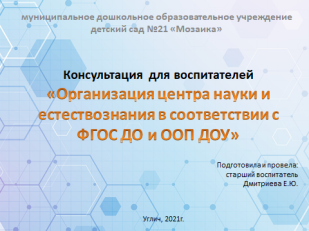 муниципальное дошкольное образовательное учреждение
детский сад №21 «Мозаика»
Консультация для воспитателей
«Организация центра науки и
естествознания в соответствии с
ФГОС ДО и ООП ДОУ»
Подготовила и провела:
старший воспитатель
Дмитриева Е.Ю.
Углич, 2021г.